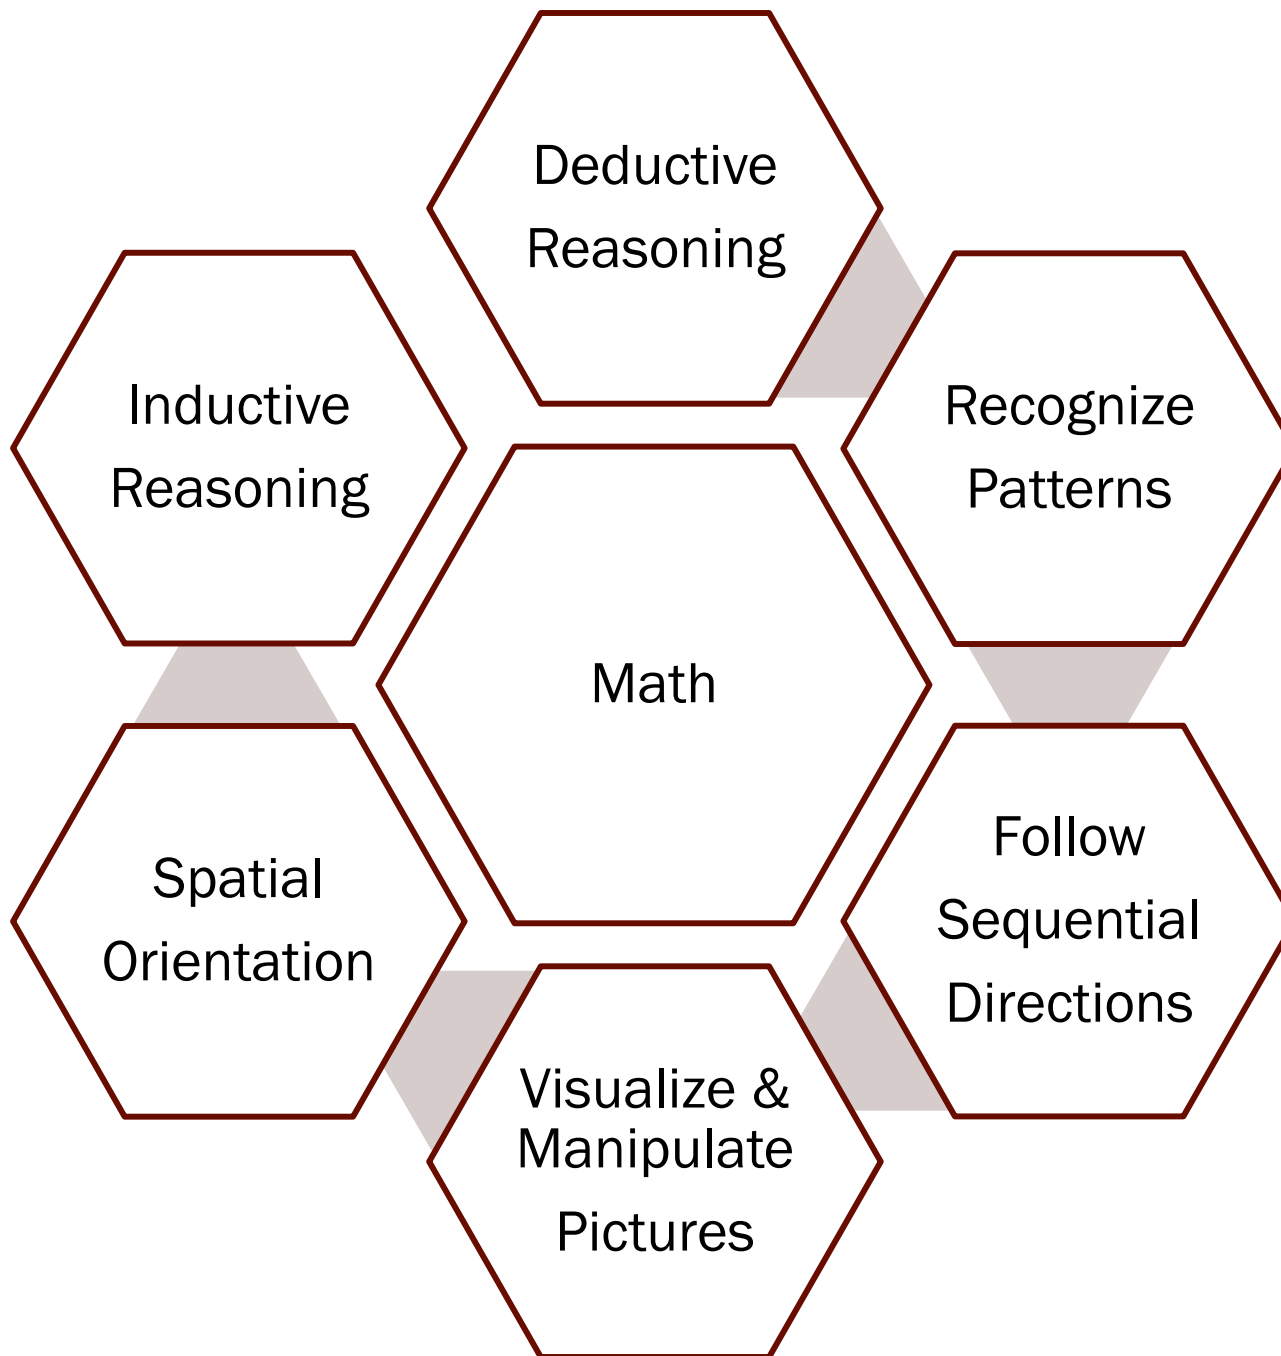 Deductive
Reasoning
Inductive
Reasoning
Recognize
Patterns
Math
Spatial
Orientation
Follow
Sequential
Directions
Visualize &
Manipulate
Pictures